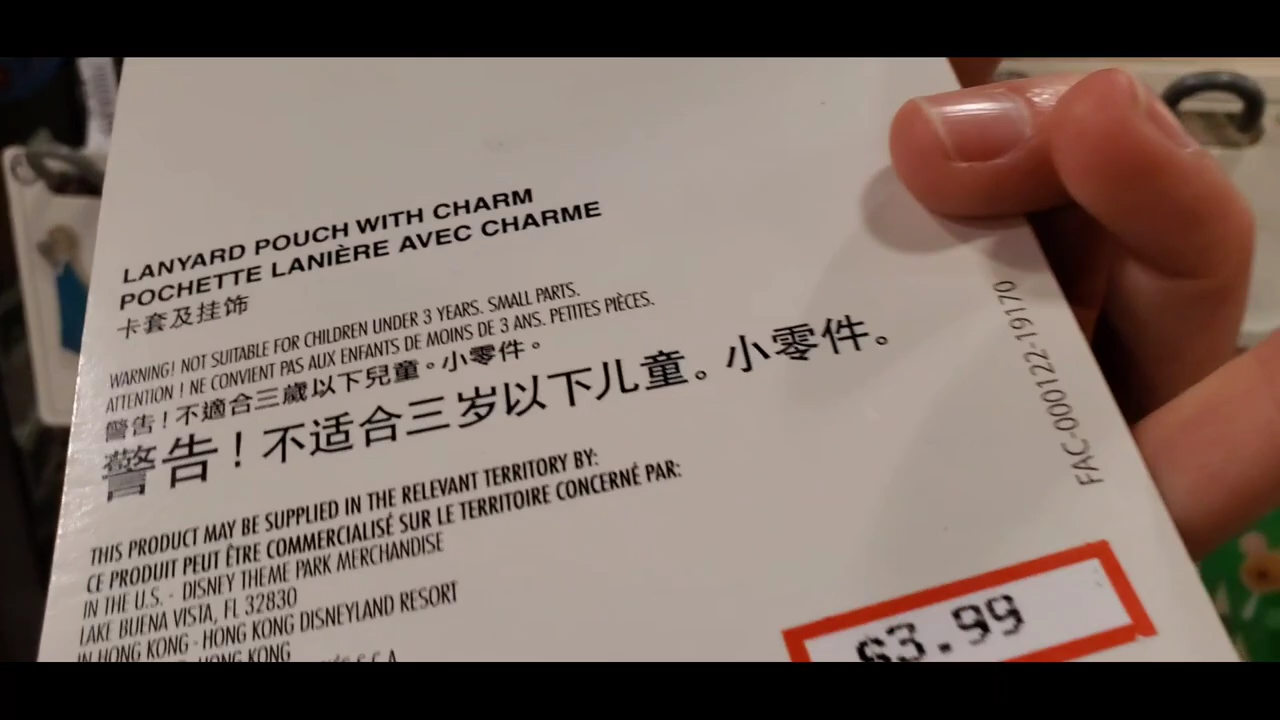 LANYARD POUCH WITH CHARM
POCHETTE LANIÈRE AVEC CHARME
卡套及挂饰
WARNING! NOT SUITABLE FOR CHILDREN UNDER 3 YEARS. SMALL PARTS.
ATTENTION ! NE CONVIENT PAS AUX ENFANTS DE MOINS DE 3 ANS. PETITES PIÈCES.
警告！不適合三歲以下兒童。小零件。
警告！不适合三岁以下儿童。小零件。
THIS PRODUCT MAY BE SUPPLIED IN THE RELEVANT TERRITORY BY:
CE PRODUIT PEUT ÊTRE COMMERCIALISÉ SUR LE TERRITOIRE CONCERNÉ PAR:
IN THE U.S. - DISNEY THEME PARK MERCHANDISE
LAKE BUENA VISTA, FL 32830
IN HONG KONG - HONG KONG DISNEYLAND RESORT
HONG KONG
S.C.A.
FAC-000122-19170
$3.99